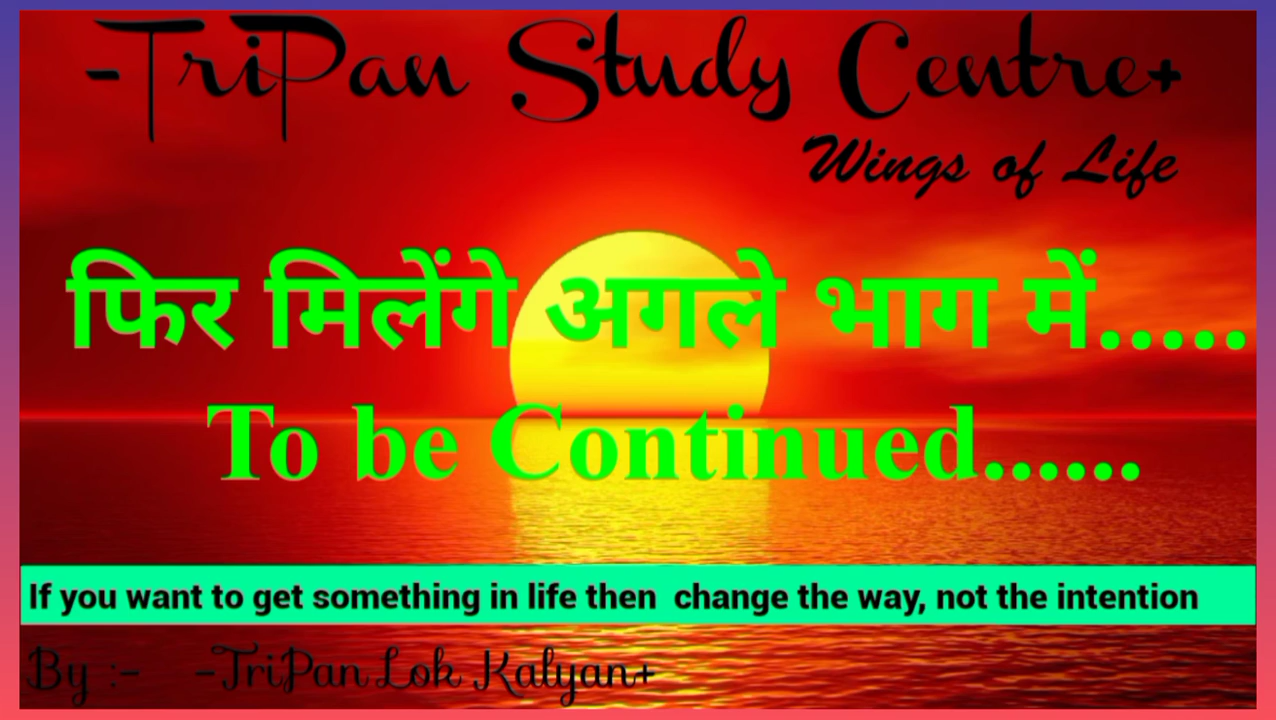 -TriPan Study Centre+
Wings of Life
फिर मिलेंगे अगले भाग में.....
To be Continued......
If you want to get something in life then change the way, not the intention
By :- -TriPan Lok Kalyan+